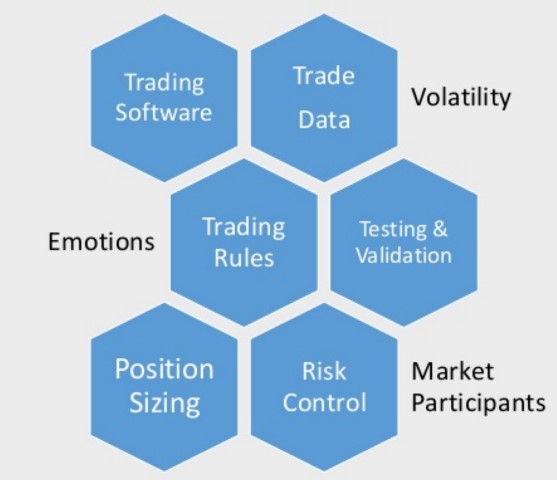 Trading
Software
Trade
Data
Volatility
Emotions
Trading
Rules
Testing &
Validation
Position
Sizing
Risk
Control
Market
Participants